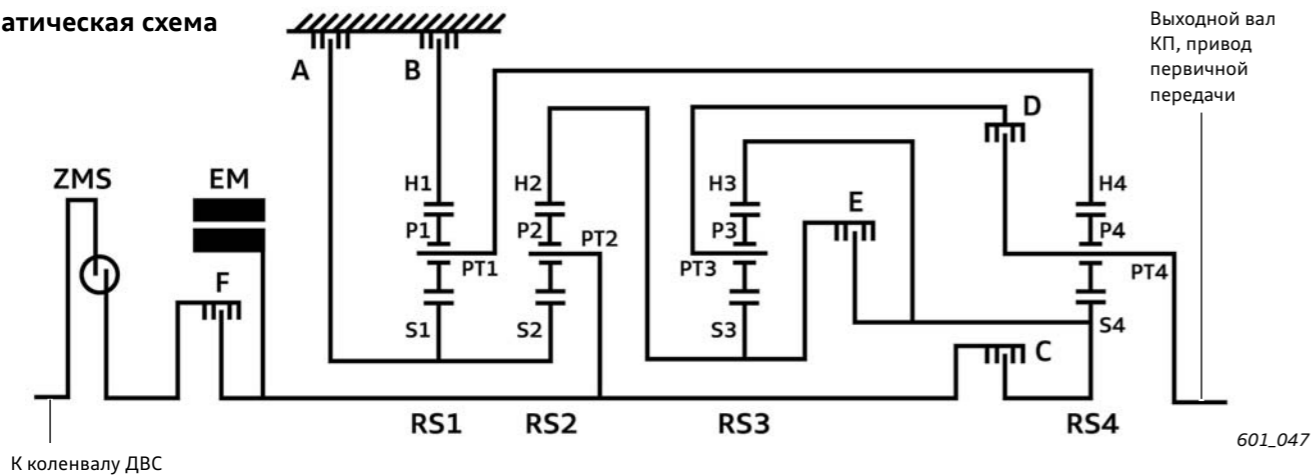 атическая схема
Выходной вал
КП, привод
первичной
передачи
A
B
D
ZMS
EM
H1
H2
H3
H4
E
P1
P2
PT2
P3
P4
F
PT1
PT3
PT4
S1
S2
S3
S4
C
RS1
RS2
RS3
RS4
601_047
К коленвалу ДВС